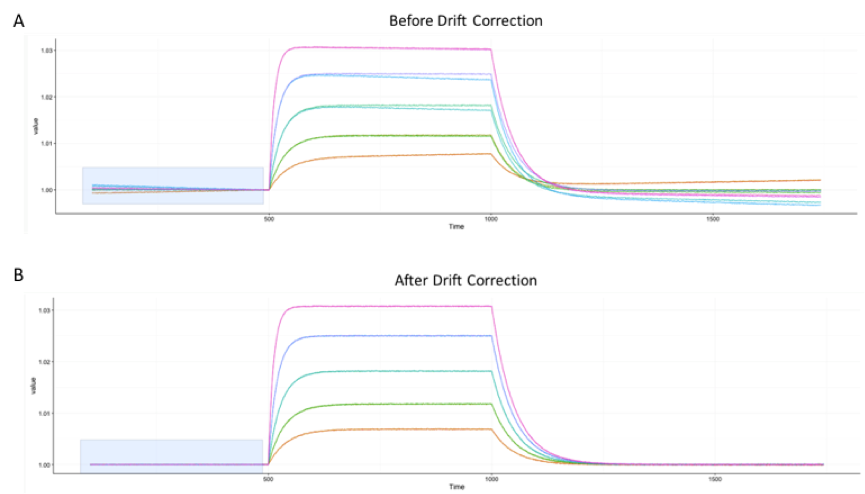 A
Before Drift Correction
1.03
1.02
1.01
1.00
value
500
1000
1500
Time
B
After Drift Correction
1.03
1.02
1.01
1.00
value
500
1000
1500
Time